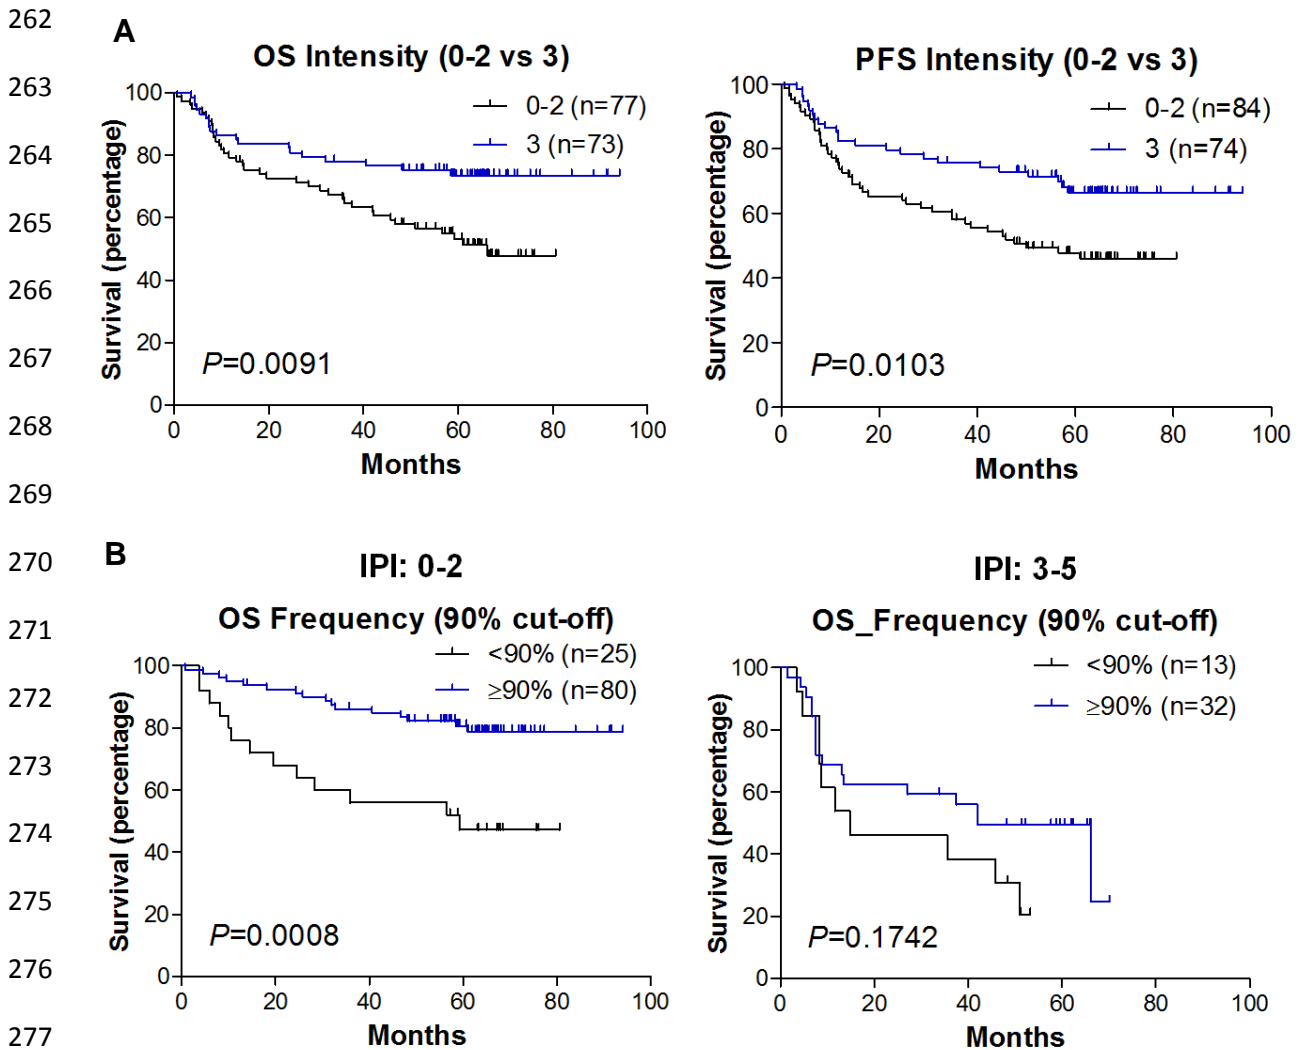 262
A
OS Intensity (0-2 vs 3)
PFS Intensity (0-2 vs 3)
263
100
0-2 (n=77)
3 (n=73)
100
0-2 (n=84)
3 (n=74)
264
80
80
265
60
60
266
40
40
267
20
20
Survival (percentage)
Survival (percentage)
P=0.0091
P=0.0103
268
0
0
0 20 40 60 80 100
0 20 40 60 80 100
Months
Months
269
270
B
IPI: 0-2
IPI: 3-5
271
OS Frequency (90% cut-off)
OS_Frequency (90% cut-off)
<90% (n=25)
≥90% (n=80)
<90% (n=13)
≥90% (n=32)
272
100
100
80
80
273
60
60
274
40
40
275
20
20
Survival (percentage)
Survival (percentage)
P=0.0008
P=0.1742
276
0
0
0 20 40 60 80 100
0 20 40 60 80 100
277
Months
Months